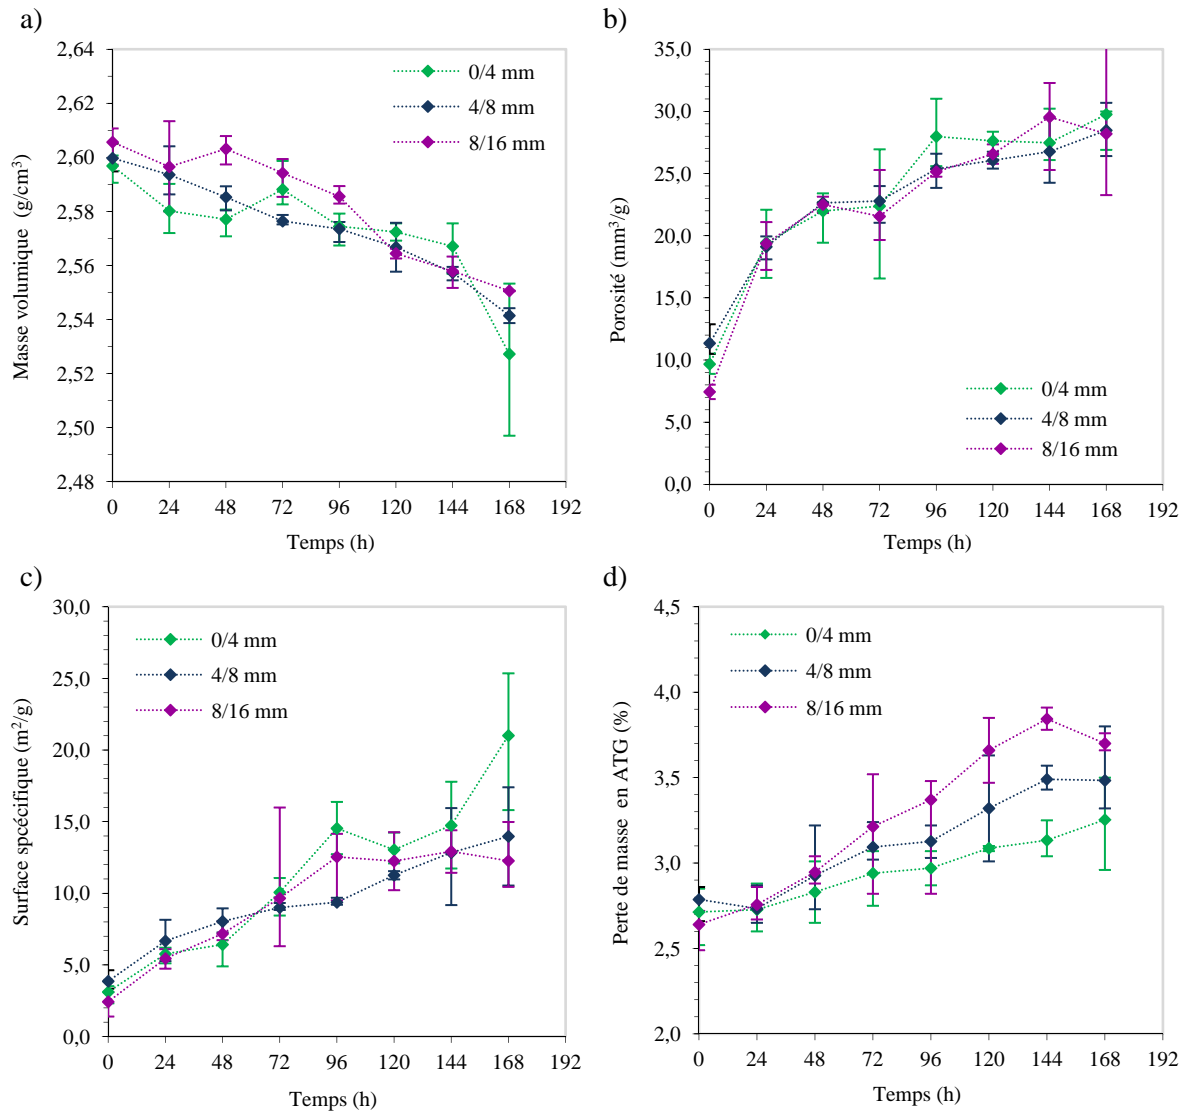 a)
2,64
2,62
2,60
2,58
2,56
2,54
2,52
2,50
2,48
Masse volumique (g/cm³)
0/4 mm
4/8 mm
8/16 mm
0 24 48 72 96 120 144 168 192
Temps (h)
b)
35,0
30,0
25,0
20,0
15,0
10,0
5,0
0,0
Porosité (mm³/g)
0/4 mm
4/8 mm
8/16 mm
0 24 48 72 96 120 144 168 192
Temps (h)
c)
30,0
25,0
20,0
15,0
10,0
5,0
0,0
Surface spcécifique (m²/g)
0/4 mm
4/8 mm
8/16 mm
0 24 48 72 96 120 144 168 192
Temps (h)
d)
4,5
4,0
3,5
3,0
2,5
2,0
Perte de masse en ATG (%)
0/4 mm
4/8 mm
8/16 mm
0 24 48 72 96 120 144 168 192
Temps (h)